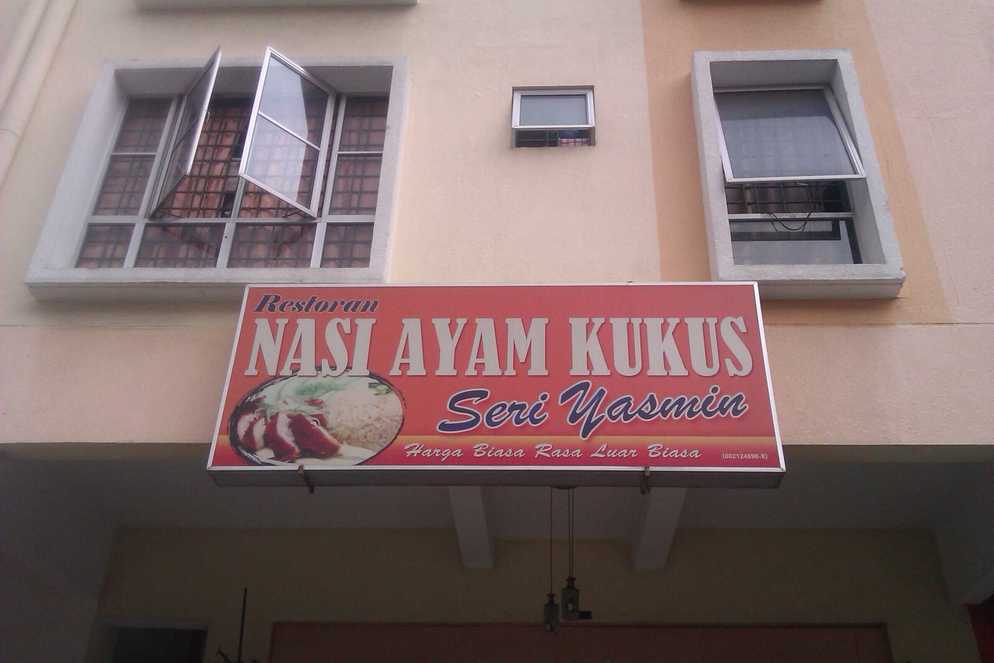 Restoran
NASI AYAM KUKUS
Seri Yasmin
Harga Biasa Rasa Luar Biasa